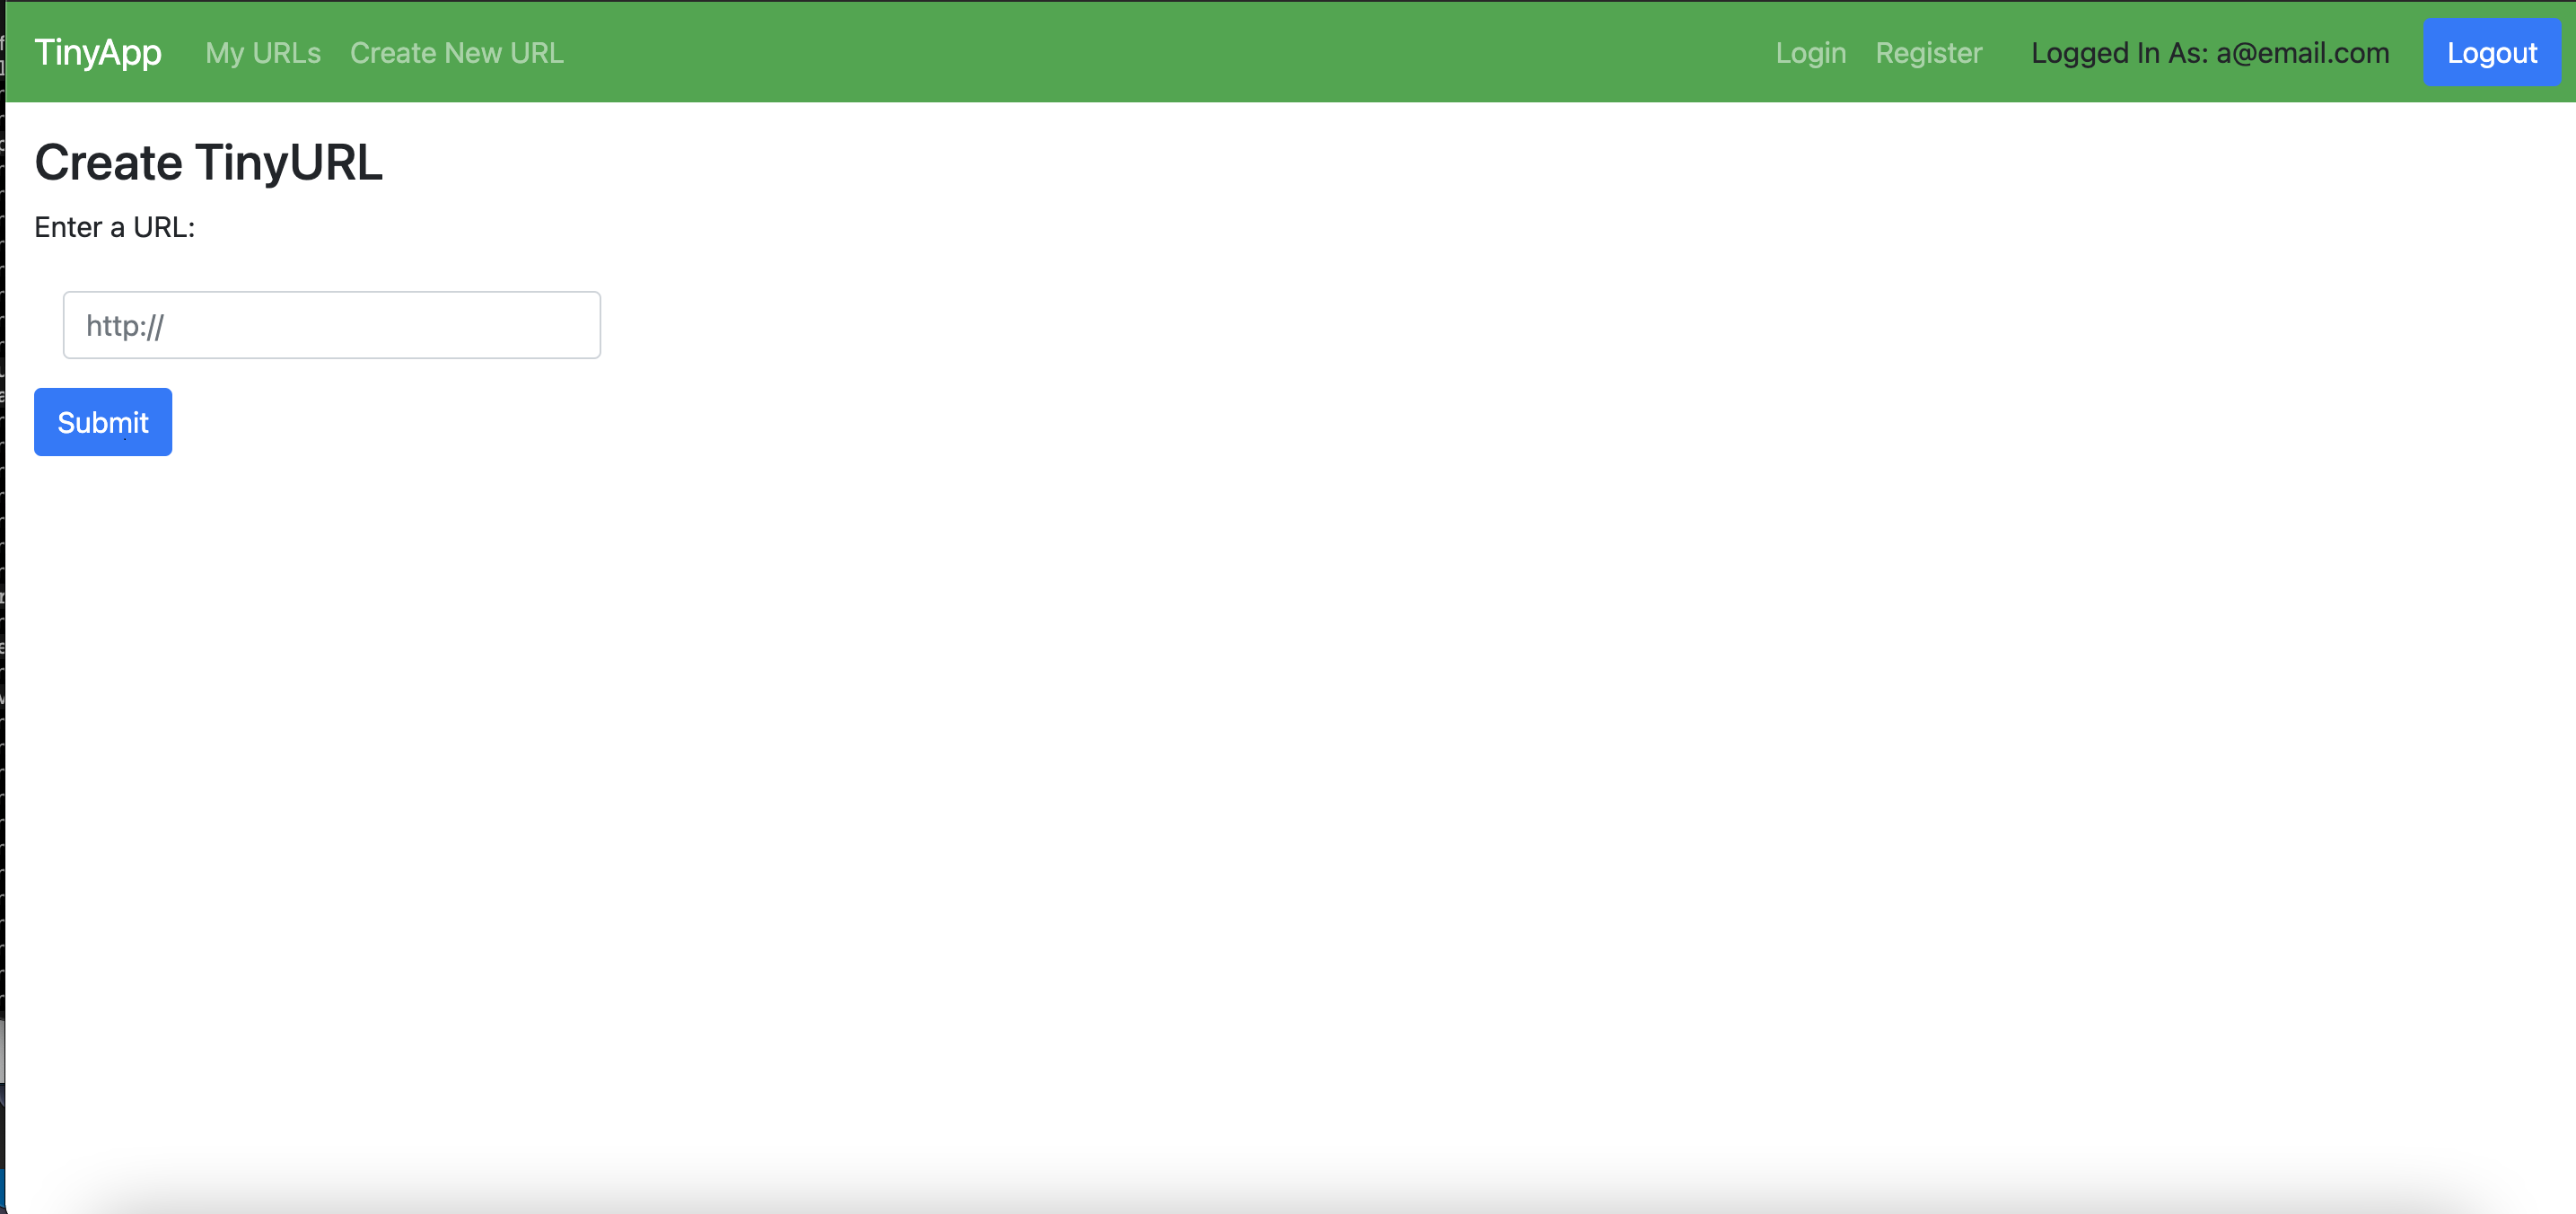 TinyApp My URLs Create New URL Login Register Logged In As: a@email.com Logout
Create TinyURL
Enter a URL:
http://
Submit